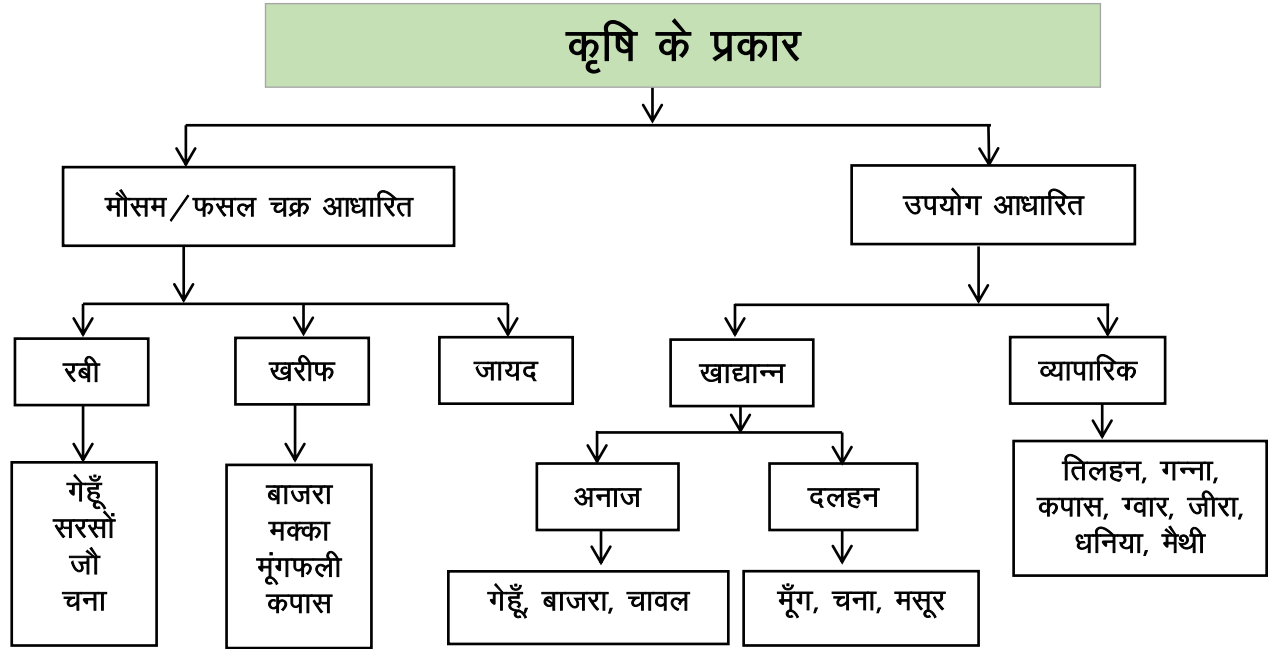 कृषि के प्रकार
मौसम/फसल चक्र आधारित
उपयोग आधारित
रबी
खरीफ
जायद
खाद्यान्न
व्यापारिक
गेहूँ
सरसों
जौ
चना
बाजरा
मक्का
मूंगफली
कपास
अनाज
दलहन
तिलहन, गन्ना,
कपास, ग्वार, जीरा,
धनिया, मैथी
गेहूँ, बाजरा, चावल
मूँग, चना, मसूर